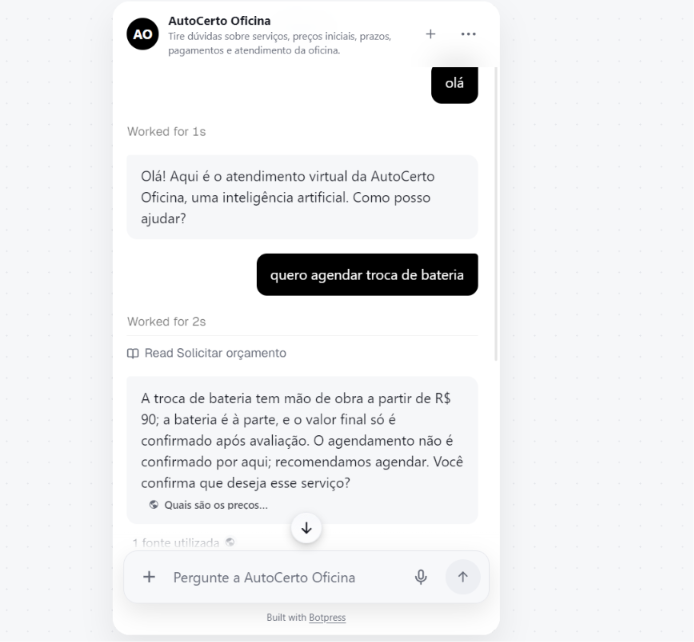 AO
AutoCerto Oficina
Tire dúvidas sobre serviços, preços iniciais, prazos,
pagamentos e atendimento da oficina.
olá
Worked for 1s
Olá! Aqui é o atendimento virtual da AutoCerto
Oficina, uma inteligência artificial. Como posso
ajudar?
quero agendar troca de bateria
Worked for 2s
Read Solicitar orçamento
A troca de bateria tem mão de obra a partir de R$
90; a bateria é à parte, e o valor final só é
confirmado após avaliação. O agendamento não é
confirmado por aqui; recomendamos agendar. Você
confirma que deseja esse serviço?
Quais são os preços...
1 fonte utilizada
Pergunte a AutoCerto Oficina
Built with Botpress